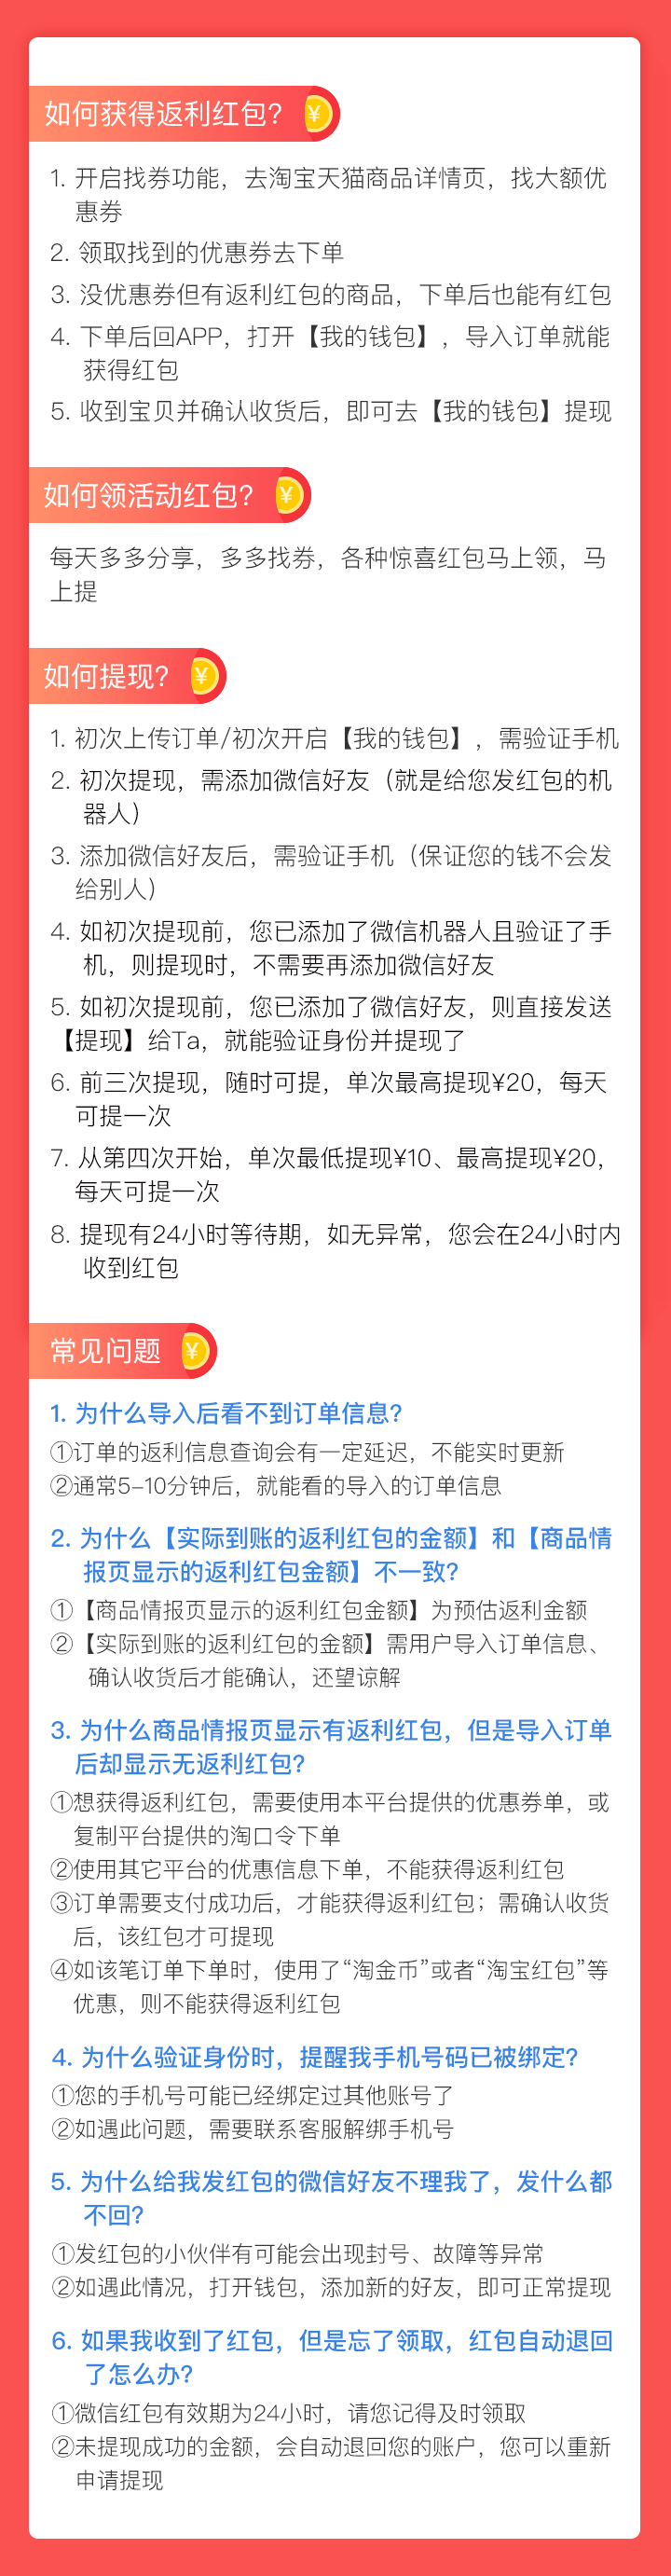 如何获得返利红包?
¥
1. 开启找券功能，去淘宝天猫商品详情页，找大额优
惠券
2. 领取找到的优惠券去下单
3. 没优惠券但有返利红包的商品，下单后也能有红包
4. 下单后回APP，打开【我的钱包】，导入订单就能
获得红包
5. 收到宝贝并确认收货后，即可去【我的钱包】提现
如何领活动红包?
¥
每天多多分享，多多找券，各种惊喜红包马上领，马
上提
如何提现?
¥
1. 初次上传订单/初次开启【我的钱包】，需验证手机
2. 初次提现，需添加微信好友（就是给您发红包的机
器人）
3. 添加微信好友后，需验证手机（保证您的钱不会发
给别人）
4. 如初次提现前，您已添加了微信机器人且验证了手
机，则提现时，不需要再添加微信好友
5. 如初次提现前，您已添加了微信好友，则直接发送
【提现】给Ta，就能验证身份并提现了
6. 前三次提现，随时可提，单次最高提现¥20，每天
可提一次
7. 从第四次开始，单次最低提现¥10、最高提现¥20，
每天可提一次
8. 提现有24小时等待期，如无异常，您会在24小时内
收到红包
常见问题
¥
1. 为什么导入后看不到订单信息?
①订单的返利信息查询会有一定延迟，不能实时更新
②通常5-10分钟后，就能看的导入的订单信息
2. 为什么【实际到账的返利红包的金额】和【商品情
报页显示的返利红包金额】不一致?
①【商品情报页显示的返利红包金额】为预估返利金额
②【实际到账的返利红包的金额】需用户导入订单信息、
确认收货后才能确认，还望谅解
3. 为什么商品情报页显示有返利红包，但是导入订单
后却显示无返利红包?
①想获得返利红包，需要使用本平台提供的优惠券单，或
复制平台提供的淘口令下单
②使用其它平台的优惠信息下单，不能获得返利红包
③订单需要支付成功后，才能获得返利红包；需确认收货
后，该红包才可提现
④如该笔订单下单时，使用了“淘金币”或者“淘宝红包”等
优惠，则不能获得返利红包
4. 为什么验证身份时，提醒我手机号码已被绑定?
①您的手机号可能已经绑定过其他账号了
②如遇此问题，需要联系客服解绑手机号
5. 为什么给我发红包的微信好友不理我了，发什么都
不回?
①发红包的小伙伴有可能会出现封号、故障等异常
②如遇此情况，打开钱包，添加新的好友，即可正常提现
6. 如果我收到了红包，但是忘了领取，红包自动退回
了怎么办?
①微信红包有效期为24小时，请您记得及时领取
②未提现成功的金额，会自动退回您的账户，您可以重新
申请提现